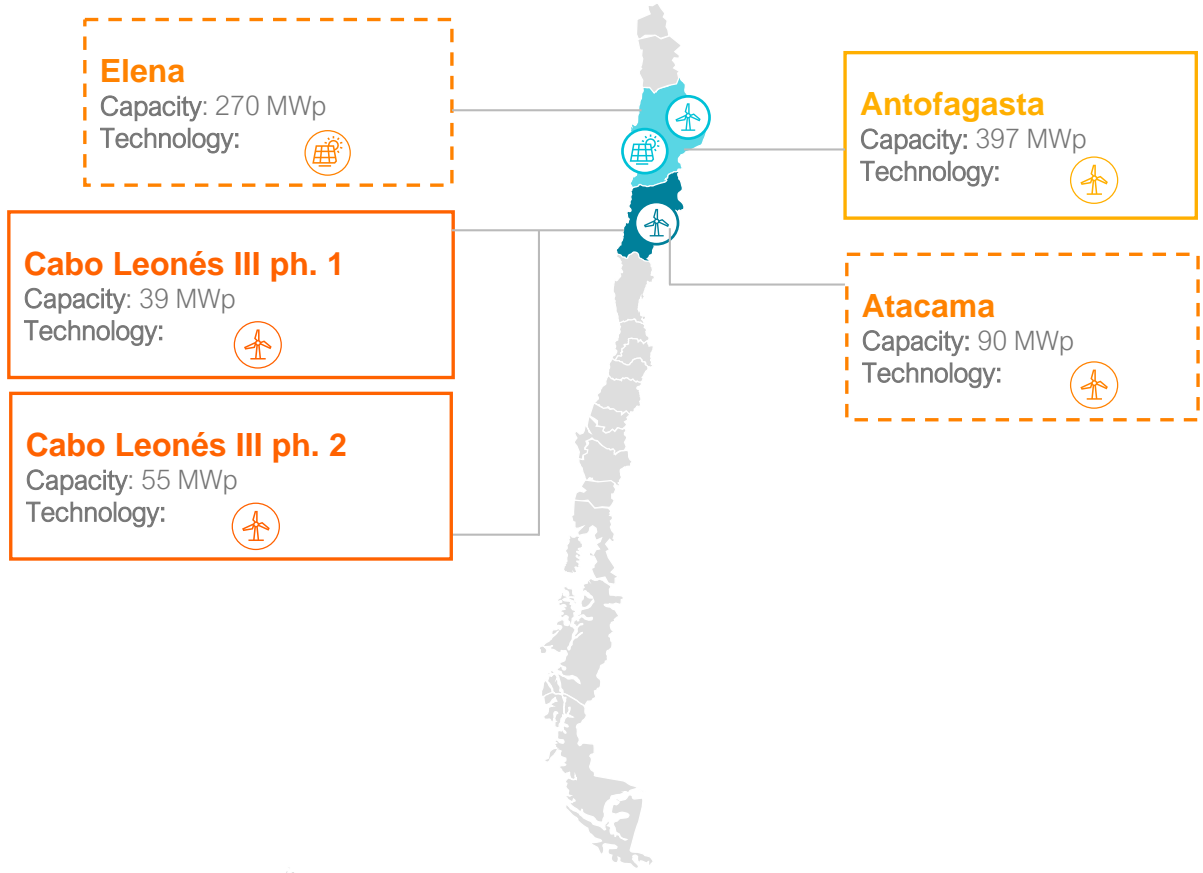 Elena
Capacity: 270 MWp
Technology:
Cabo Leonés III ph. 1
Capacity: 39 MWp
Technology:
Cabo Leonés III ph. 2
Capacity: 55 MWp
Technology:
Antofagasta
Capacity: 397 MWp
Technology:
Atacama
Capacity: 90 MWp
Technology: